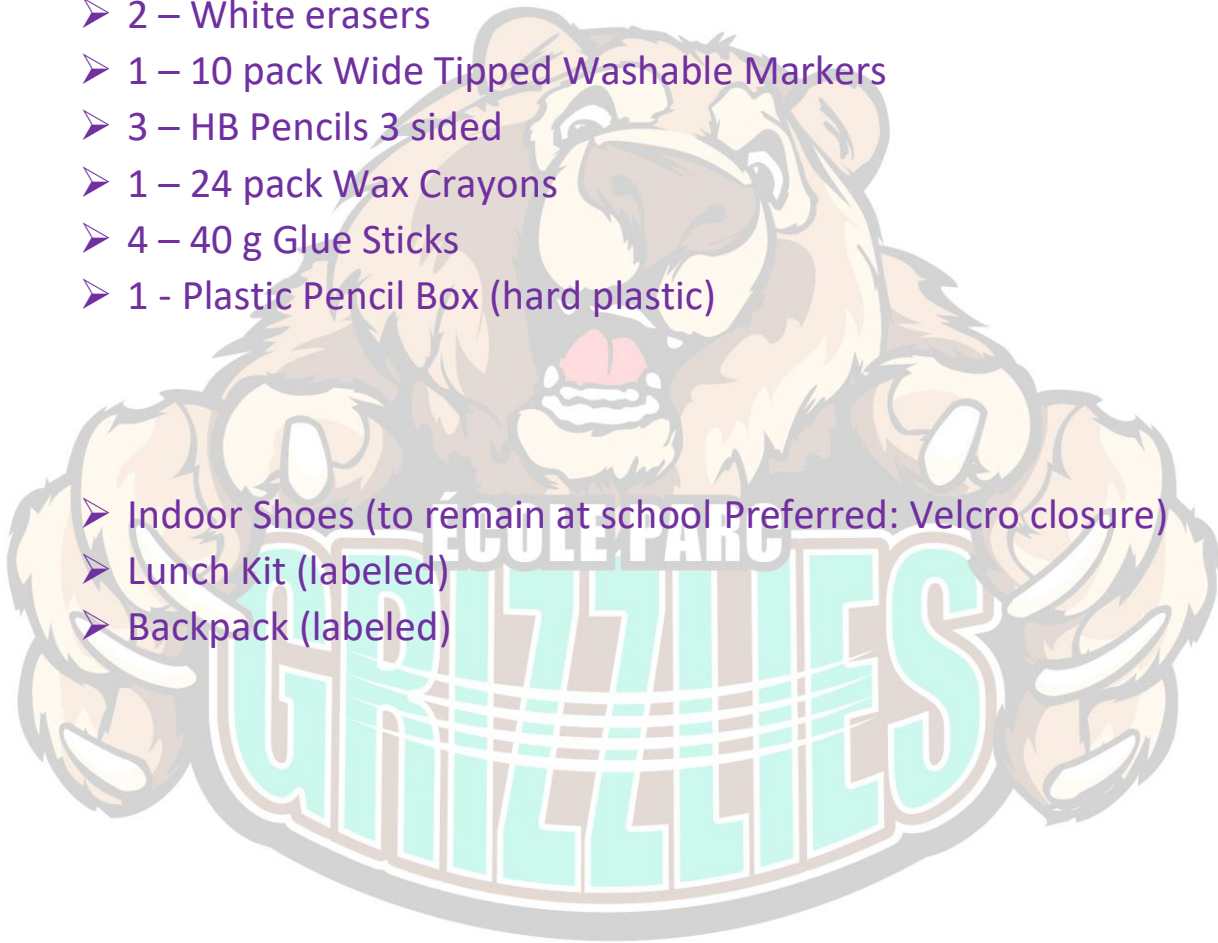 ➢ 2 – White erasers
➢ 1 – 10 pack Wide Tipped Washable Markers
➢ 3 – HB Pencils 3 sided
➢ 1 – 24 pack Wax Crayons
➢ 4 – 40 g Glue Sticks
➢ 1 - Plastic Pencil Box (hard plastic)
➢ Indoor Shoes (to remain at school Preferred: Velcro closure)
ÉCOLE PARC
➢ Lunch Kit (labeled)
➢ Backpack (labeled)
GRIZZLIES